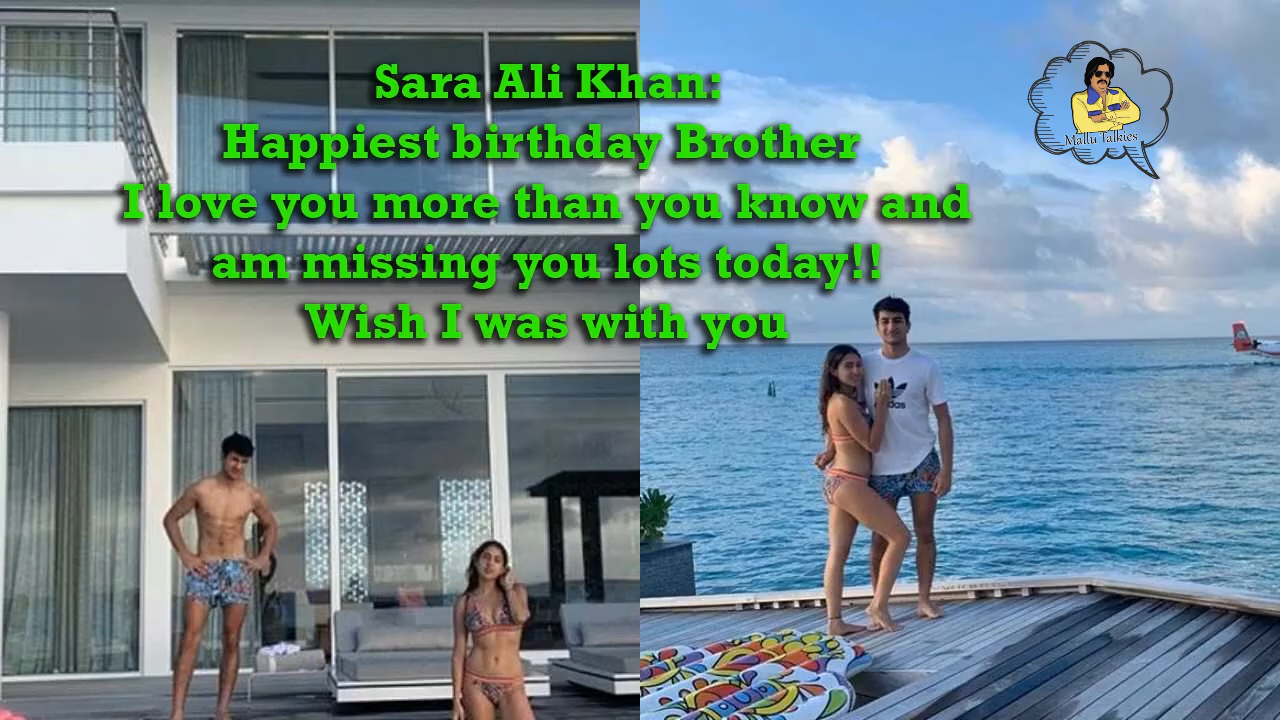 Sara Ali Khan:
Happiest birthday Brother
I love you more than you know and
am missing you lots today!!
Wish I was with you
Mallu Talkies
adidas